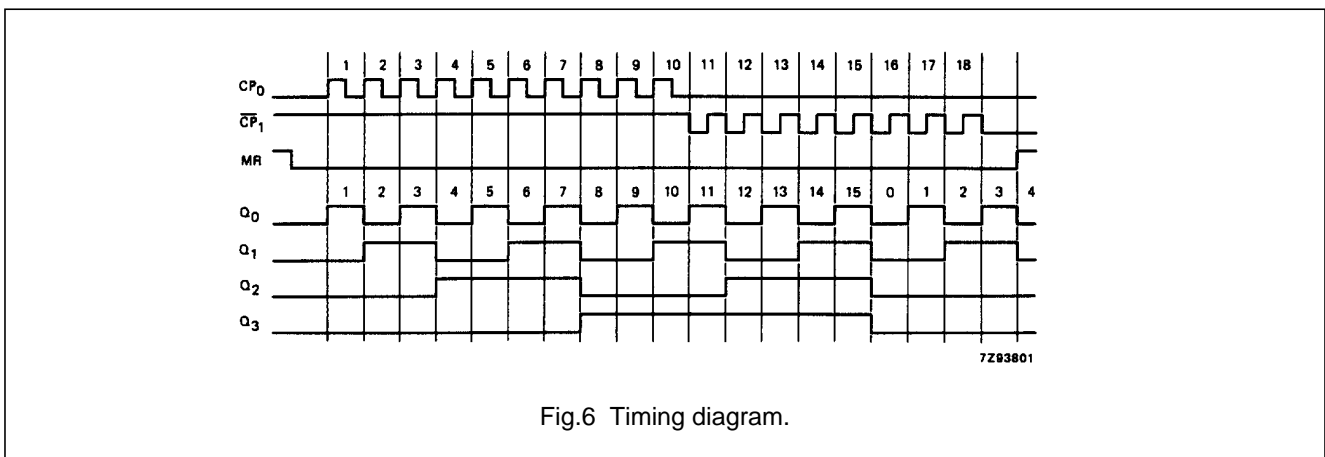 1 2 3 4 5 6 7 8 9 10 11 12 13 14 15 16 17 18
CP0
CP1
MR
1 2 3 4 5 6 7 8 9 10 11 12 13 14 15 0 1 2 3 4
Q0
Q1
Q2
Q3
7Z93801
Fig.6 Timing diagram.